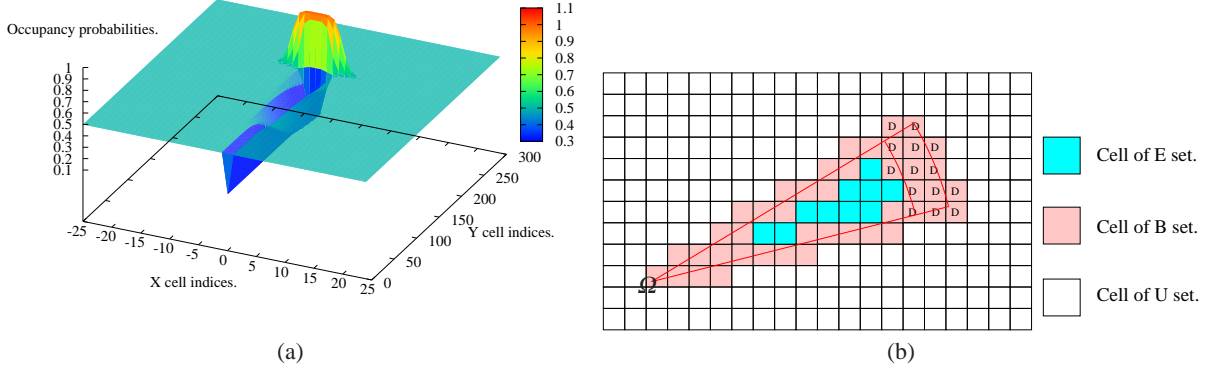 Occupancy probabilities.
1
0.9
0.8
0.7
0.6
0.5
0.4
0.3
0.2
0.1
1.1
1
0.9
0.8
0.7
0.6
0.5
0.4
0.3
300
250
200
150
100
50
0
Y cell indices.
-25
-20
-15
-10
-5
0
5
10
15
20
25
X cell indices.
(a)
D D
D D D
D D D
D D D
D D D
Ω
Cell of E set.
Cell of B set.
Cell of U set.
(b)